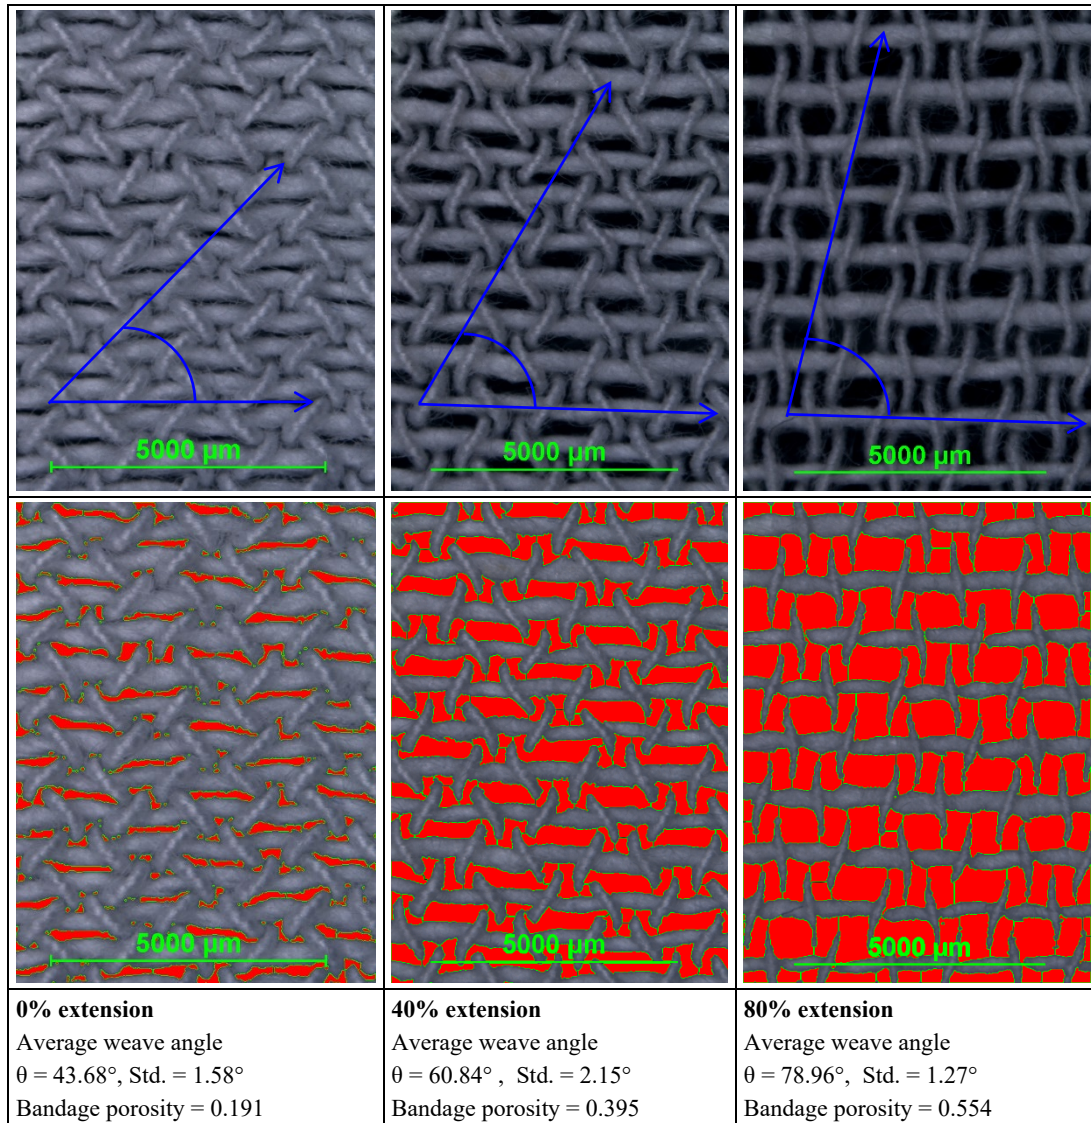 5000 µm
5000 µm
5000 µm
5000 µm
5000 µm
5000 µm
0% extension
Average weave angle
θ = 43.68°, Std. = 1.58°
Bandage porosity = 0.191
40% extension
Average weave angle
θ = 60.84° , Std. = 2.15°
Bandage porosity = 0.395
80% extension
Average weave angle
θ = 78.96°, Std. = 1.27°
Bandage porosity = 0.554